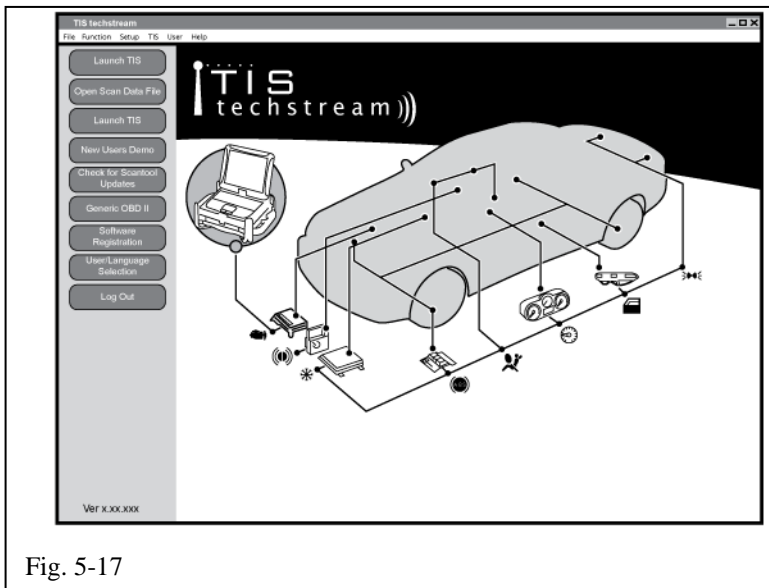 TIS techstream
File Function Setup TIS User Help
Launch TIS
Open Scan Data File
Launch TIS
New Users Demo
Check for Scantool
Updates
Generic OBD II
Software
Registration
User/Language
Selection
Log Out
Ver x.xx.xxx
TIS
techstream
Fig. 5-17